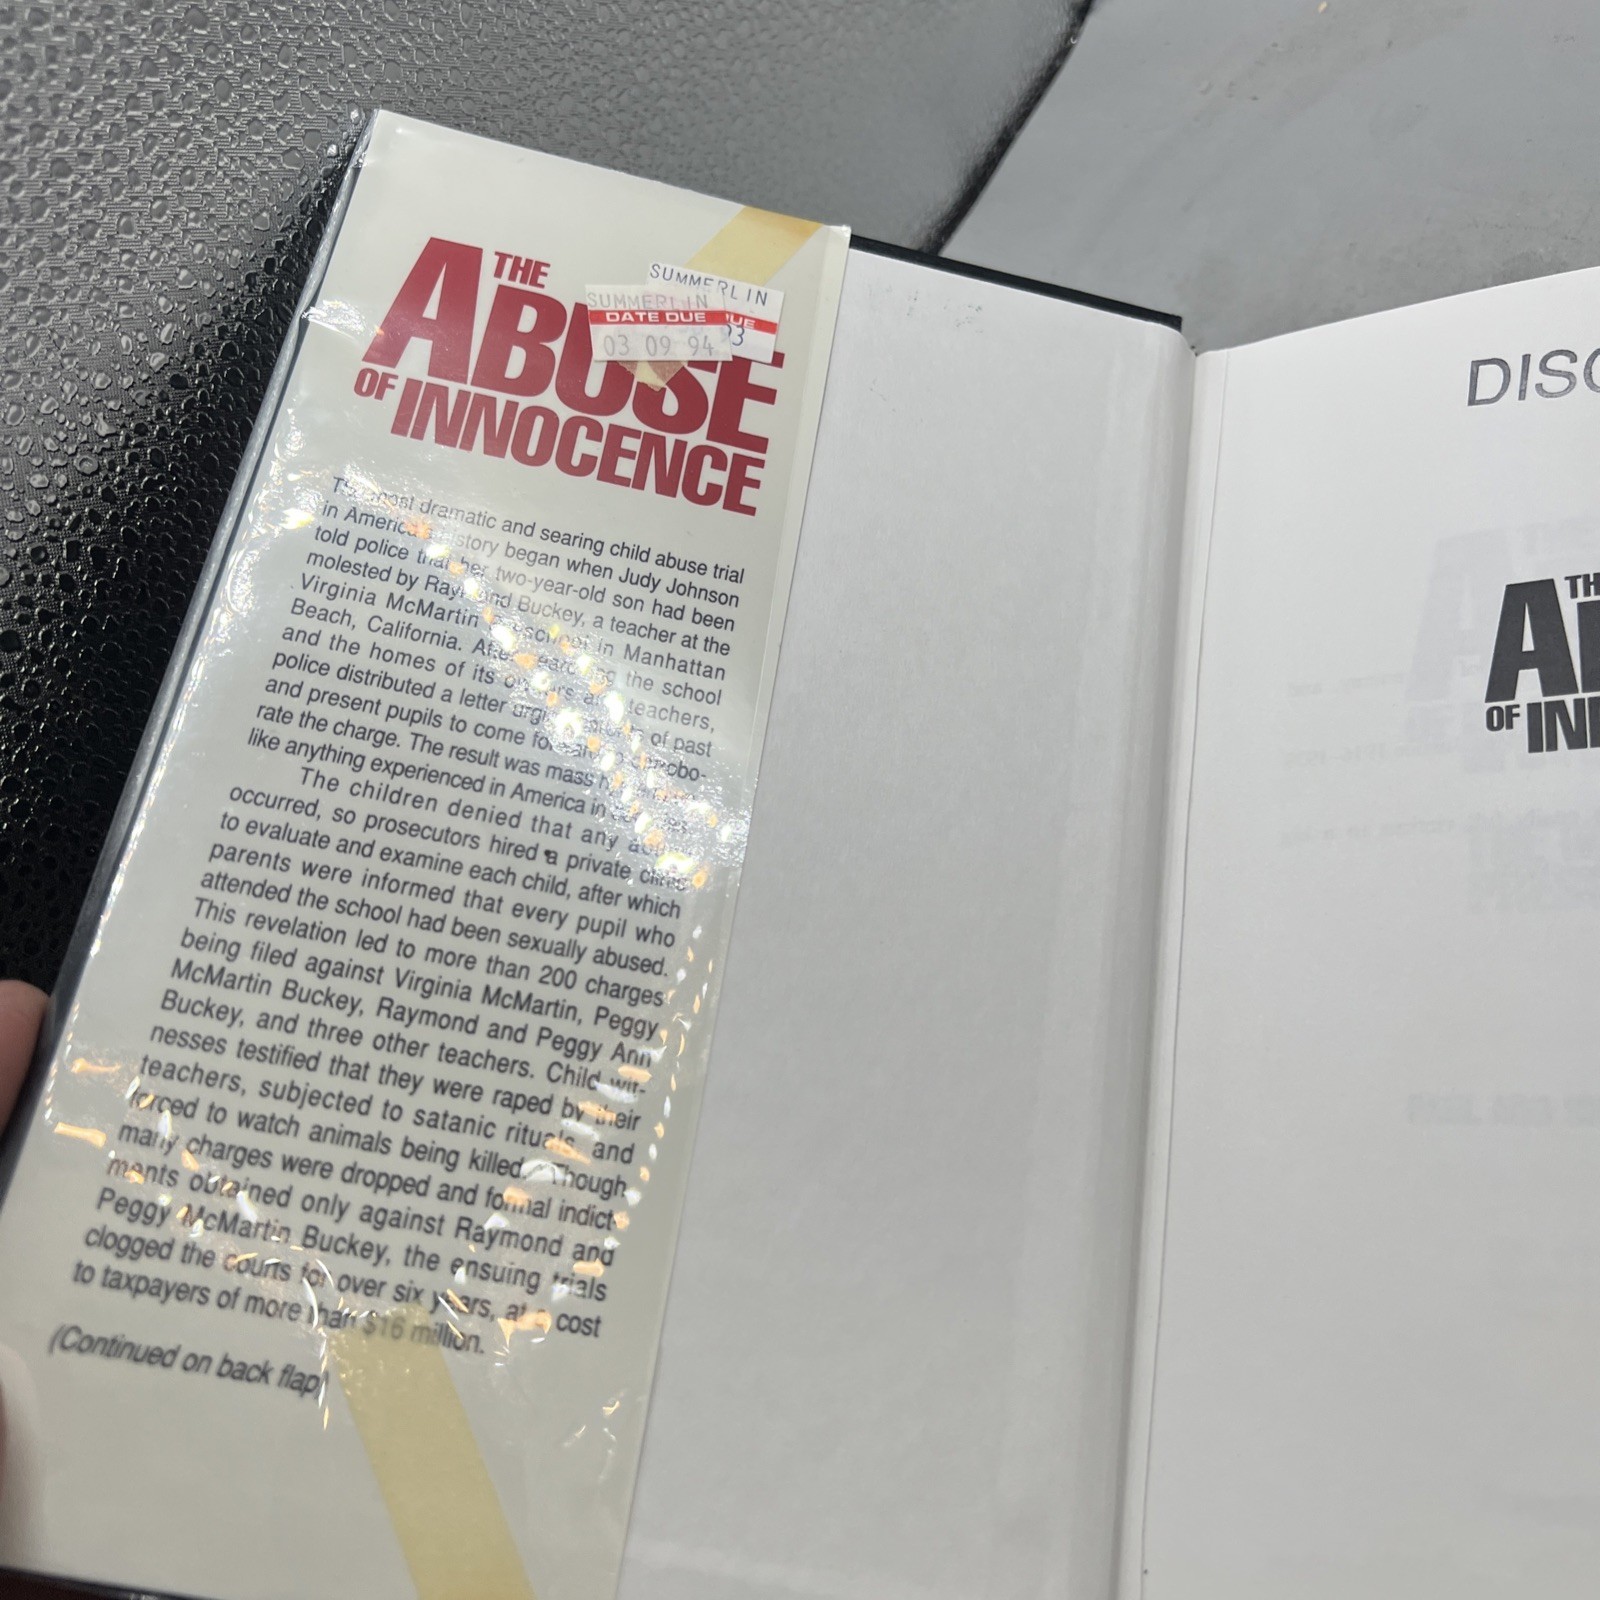 THE
ABUSE
OF INNOCENCE
SUMMERLIN
SUMMERLIN
DATE DUE
UE
03 09 94
93
The most dramatic and searing child abuse trial
in America's history began when Judy Johnson
told police that her two-year-old son had been
molested by Raymond Buckey, a teacher at the
Virginia McMartin Preschool in Manhattan
Beach, California. After searching the school
and the homes of its owners and teachers,
police distributed a letter urging parents of past
and present pupils to come forward to corrobo-
rate the charge. The result was mass
like anything experienced in America in
The children denied that any
occurred, so prosecutors hired a private clinic
to evaluate and examine each child, after which
parents were informed that every pupil who
attended the school had been sexually abused.
This revelation led to more than 200 charges
being filed against Virginia McMartin, Peggy
McMartin Buckey, Raymond and Peggy Ann
Buckey, and three other teachers. Child wit-
nesses testified that they were raped by their
teachers, subjected to satanic rituals, and
forced to watch animals being killed. Though
many charges were dropped and formal indict-
ments obtained only against Raymond and
Peggy McMartin Buckey, the ensuing trials
clogged the courts for over six years, at a cost
to taxpayers of more than $16 million.
(Continued on back flap)
DISC
TH
A
OF IN